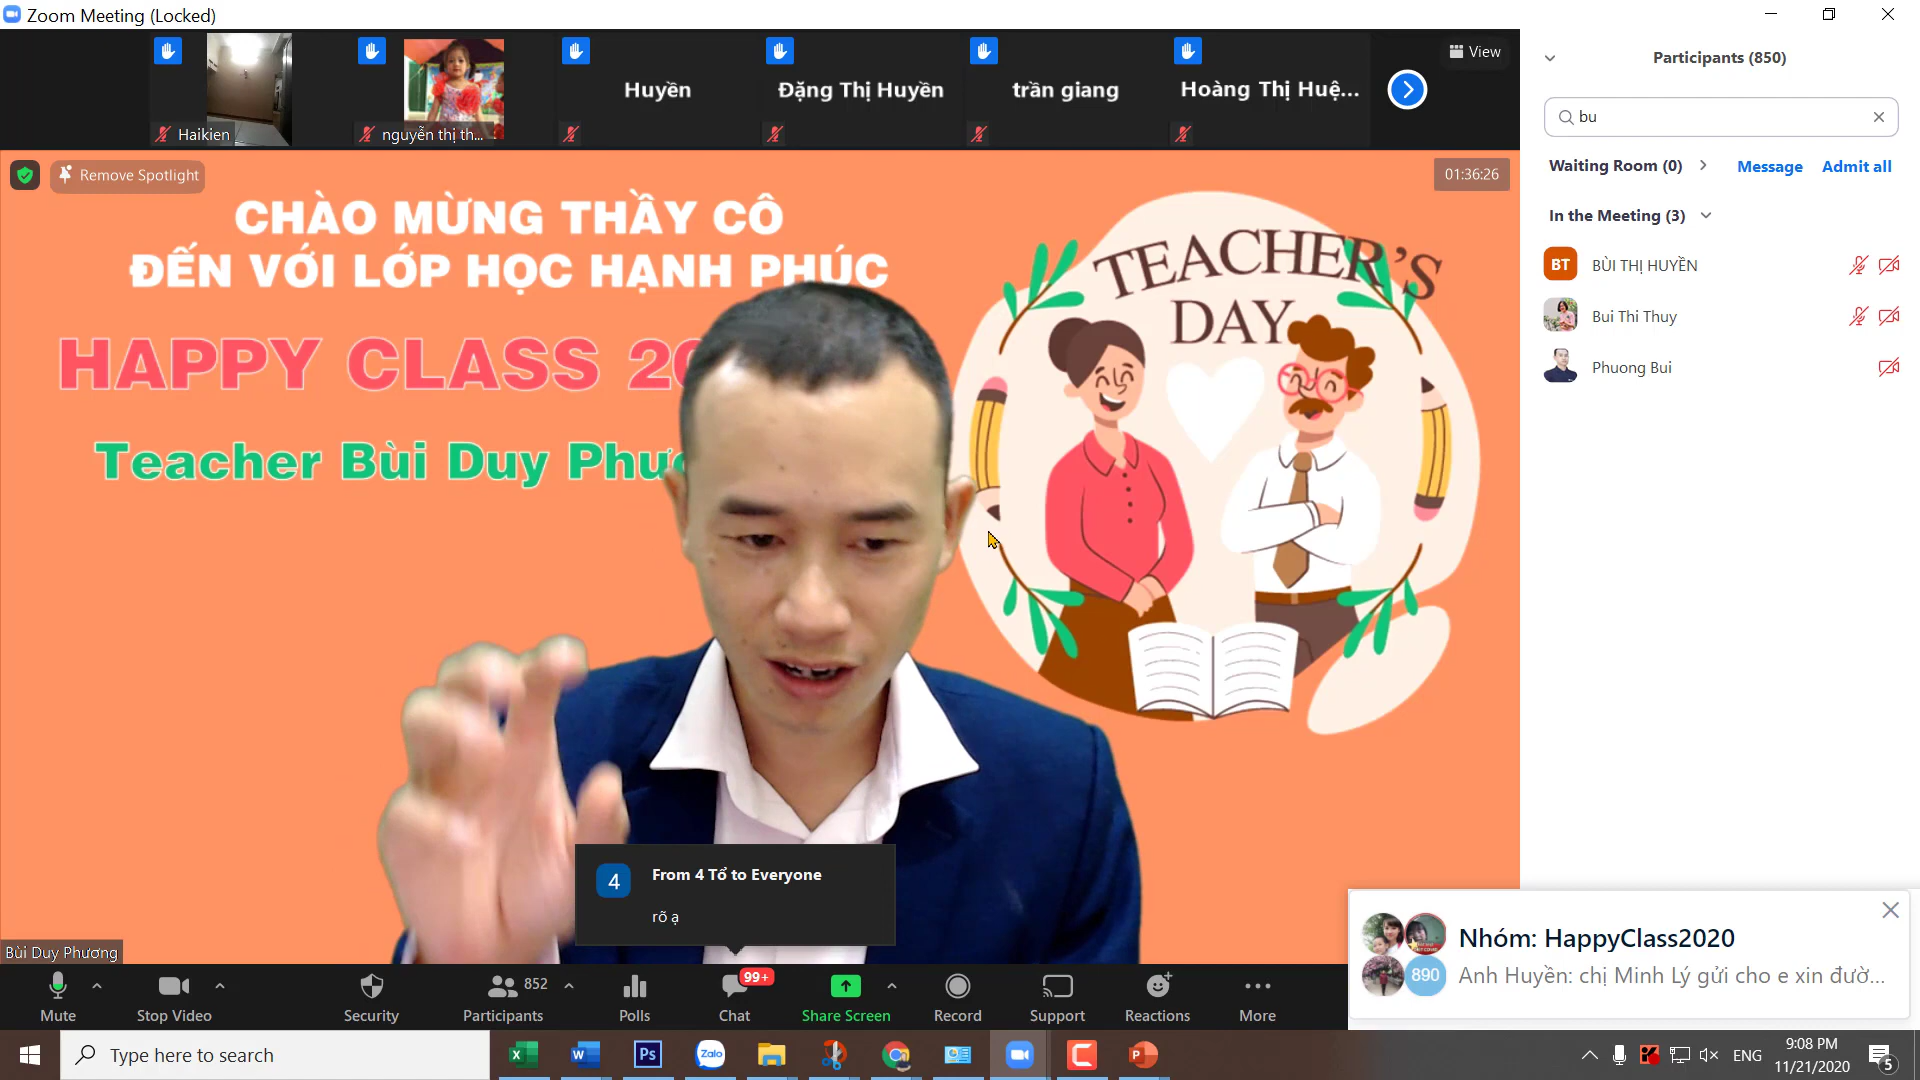 Zoom Meeting (Locked)
Haikien
nguyễn thị th...
Huyền
Đặng Thị Huyền
trần giang
Hoàng Thị Huệ...
View
Remove Spotlight
01:36:26
CHÀO MỪNG THẦY CÔ
ĐẾN VỚI LỚP HỌC HẠNH PHÚC
HAPPY CLASS 20
Teacher Bùi Duy Phươ
TEACHER'S
DAY
From 4 Tổ to Everyone
4
rõ ạ
Bùi Duy Phương
Participants (850)
bu
Waiting Room (0)
Message
Admit all
In the Meeting (3)
BT
BÙI THỊ HUYỀN
Bui Thi Thuy
Phuong Bui
Nhóm: HappyClass2020
890
Anh Huyền: chị Minh Lý gửi cho e xin đườ...
Mute
Stop Video
Security
852
Participants
Polls
99+
Chat
Share Screen
Record
Support
Reactions
More
Type here to search
Ps
Zalo
ENG
9:08 PM
11/21/2020
5